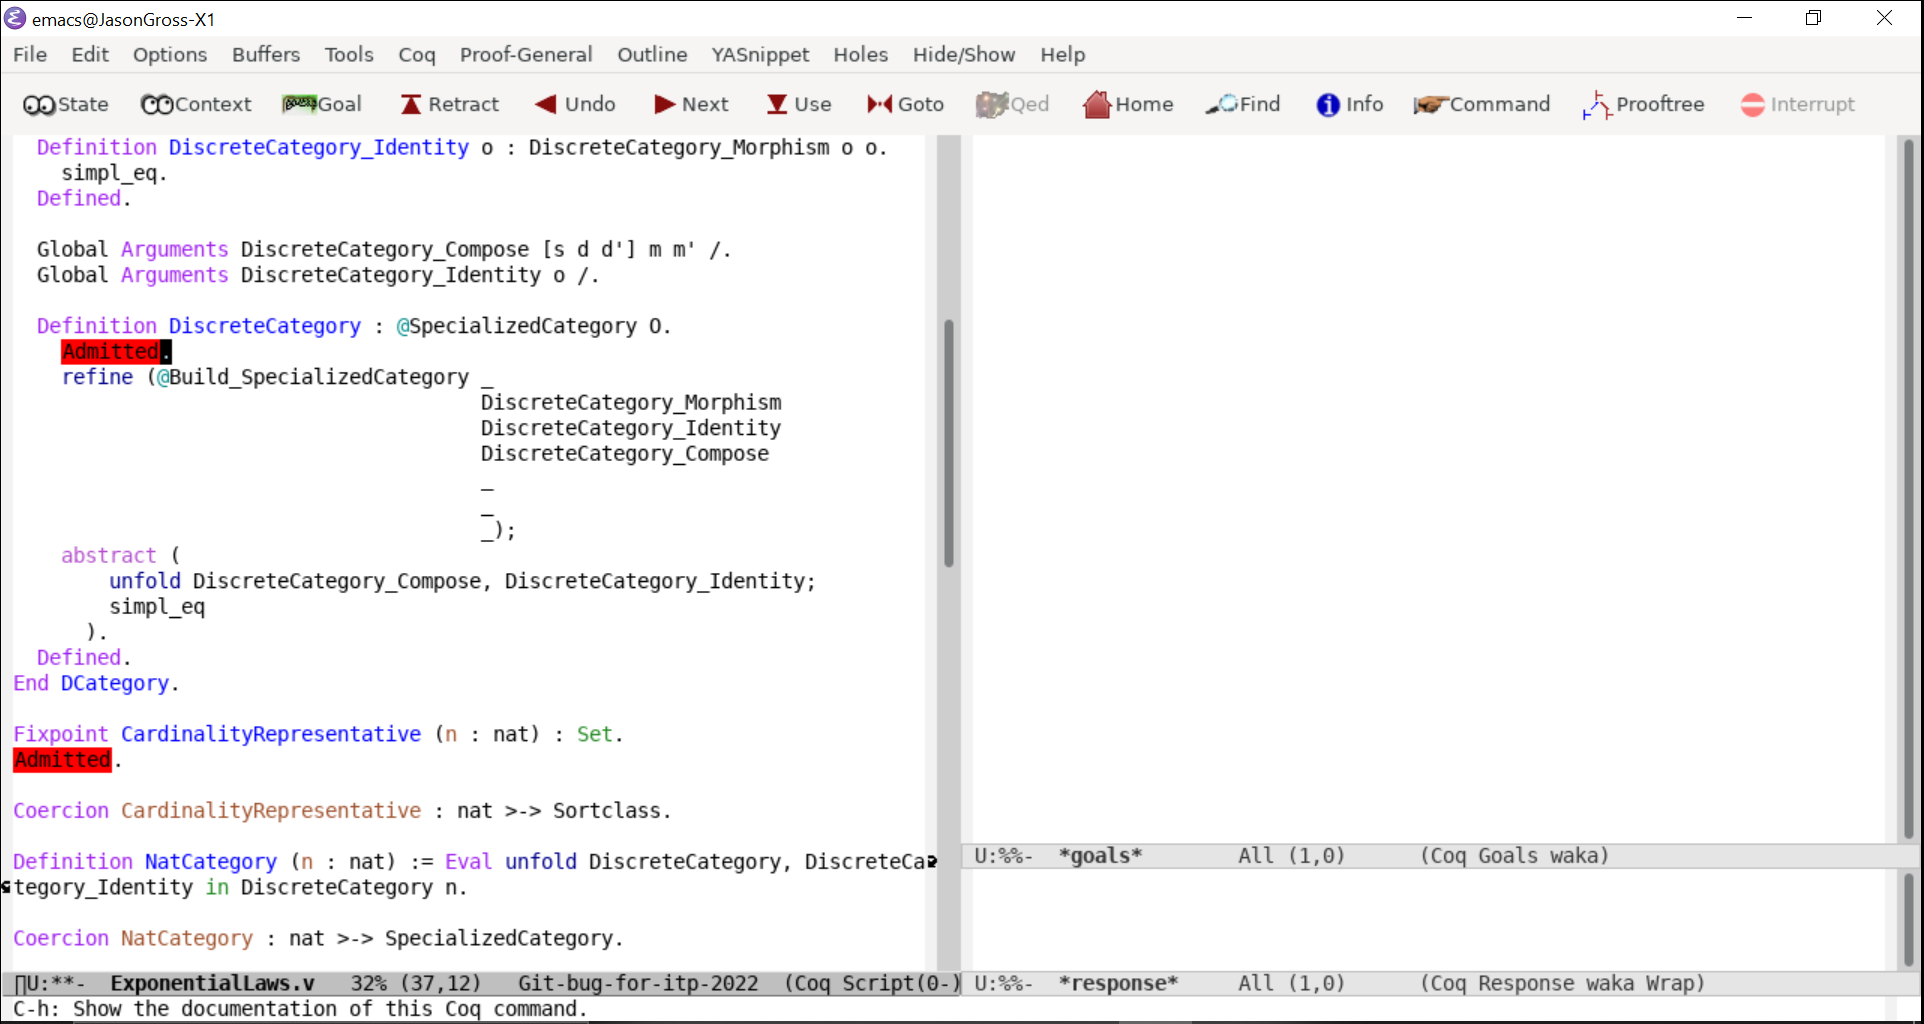 emacs@JasonGross-X1
File Edit Options Buffers Tools Coq Proof-General Outline YASnippet Holes Hide/Show Help
State Context Goal Retract Undo Next Use Goto Qed Home Find Info Command Prooftree Interrupt
Definition DiscreteCategory_Identity o : DiscreteCategory_Morphism o o.
simpl_eq.
Defined.
Global Arguments DiscreteCategory_Compose [s d d'] m m' /.
Global Arguments DiscreteCategory_Identity o /.
Definition DiscreteCategory : @SpecializedCategory O.
Admitted.
refine (@Build_SpecializedCategory _
DiscreteCategory_Morphism
DiscreteCategory_Identity
DiscreteCategory_Compose
_
_
_);
abstract (
unfold DiscreteCategory_Compose, DiscreteCategory_Identity;
simpl_eq
).
Defined.
End DCategory.
Fixpoint CardinalityRepresentative (n : nat) : Set.
Admitted.
Coercion CardinalityRepresentative : nat >-> Sortclass.
Definition NatCategory (n : nat) := Eval unfold DiscreteCategory, DiscreteCa
tegory_Identity in DiscreteCategory n.
Coercion NatCategory : nat >-> SpecializedCategory.
U:**- ExponentialLaws.v 32% (37,12) Git-bug-for-itp-2022 (Coq Script(0-)
U:%%- *goals* All (1,0) (Coq Goals waka)
U:%%- *response* All (1,0) (Coq Response waka Wrap)
C-h: Show the documentation of this Coq command.